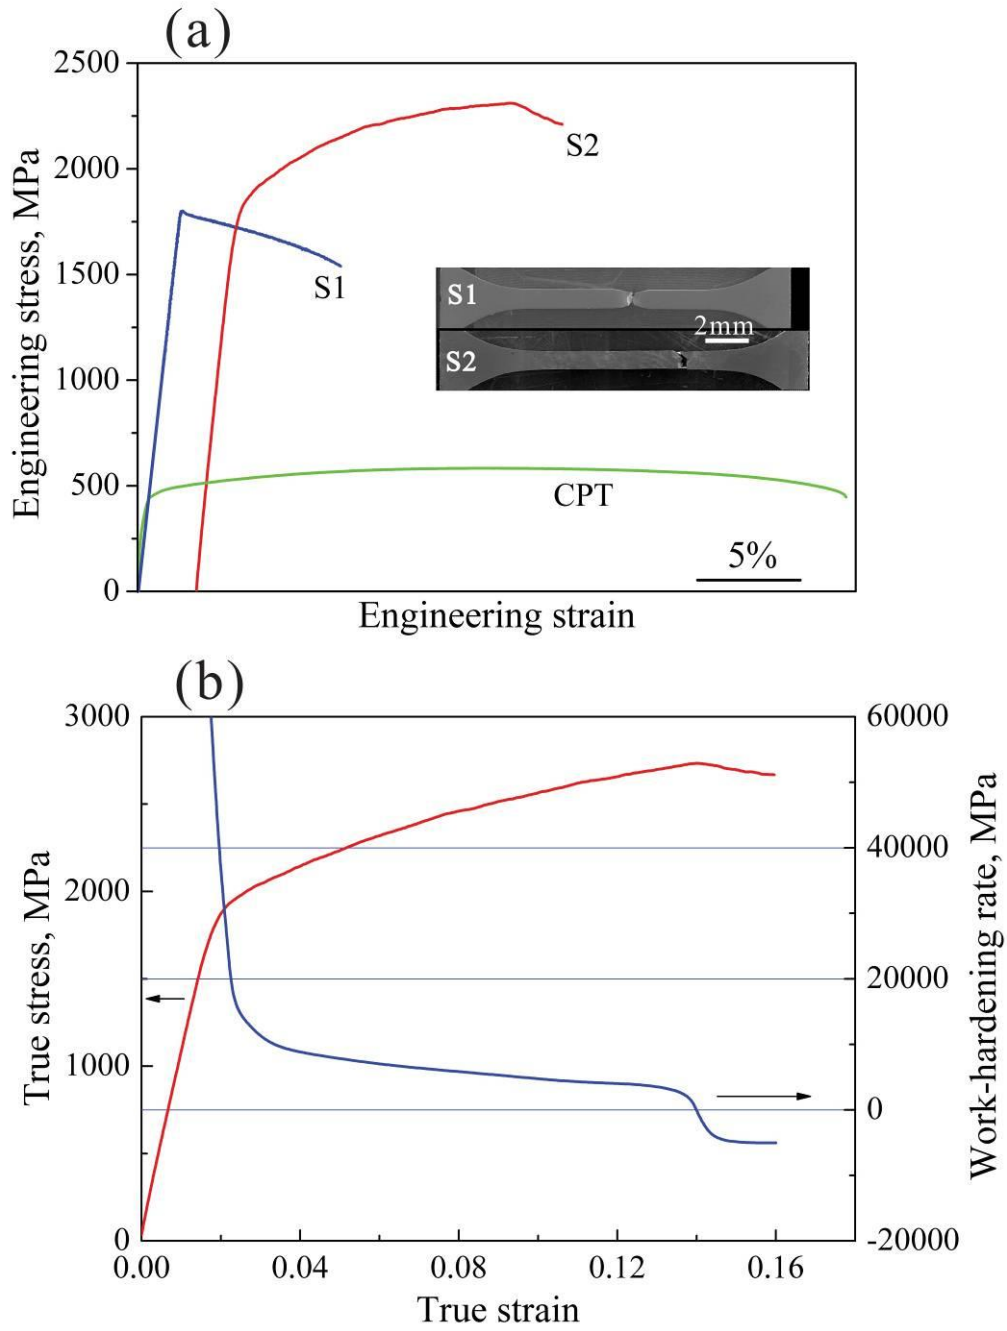 (a)
2500
2000
1500
1000
500
0
Engineering stress, MPa
S2
S1
S1
2mm
S2
CPT
5%
Engineering strain
(b)
3000
2000
1000
0
True stress, MPa
60000
40000
20000
0
-20000
Work-hardening rate, MPa
0.00 0.04 0.08 0.12 0.16
True strain